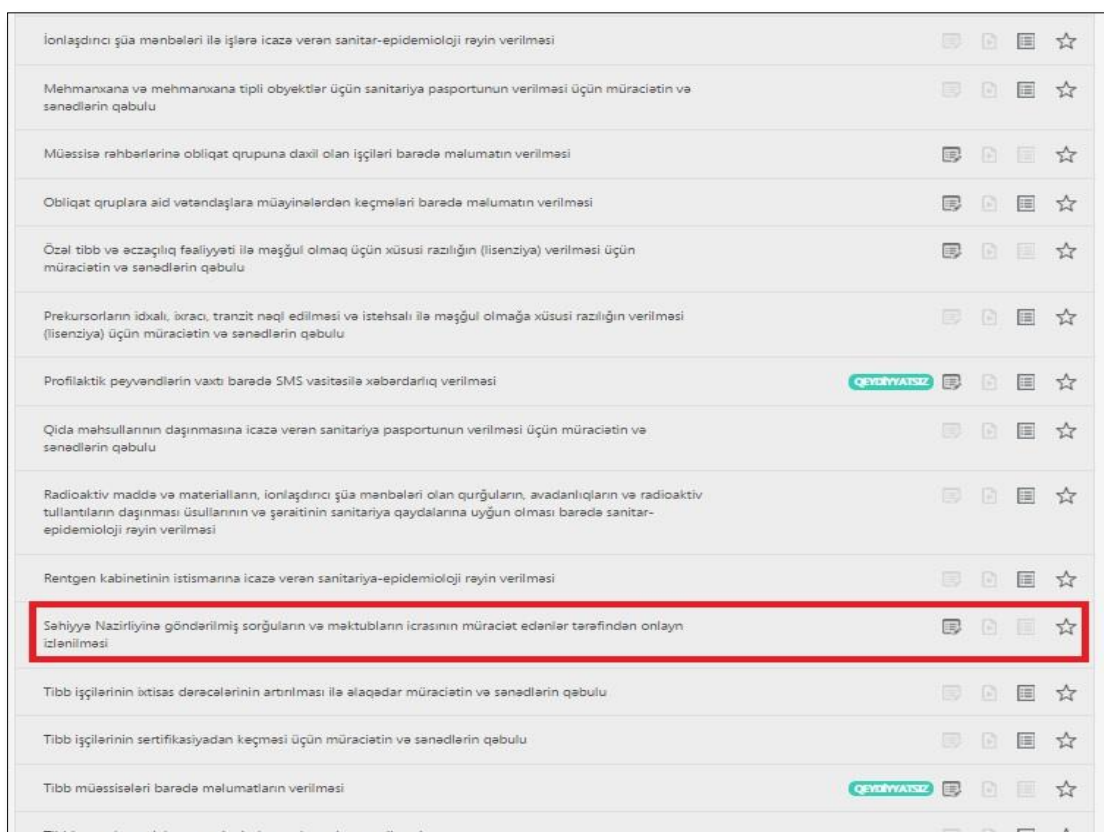 İonlaşdırıcı şüa mənbələri ilə işlərə icazə verən sanitar-epidemioloji rəyin verilməsi
Mehmanxana və mehmanxana tipli obyektlər üçün sanitariya pasportunun verilməsi üçün müraciətin və
sənədlərin qəbulu
Müəssisə rəhbərlərinə obliqat qrupuna daxil olan işçiləri barədə məlumatın verilməsi
Obliqat qruplara aid vətəndaşlara müayinələrdən keçmələri barədə məlumatın verilməsi
Özəl tibb və əczaçılıq fəaliyyəti ilə məşğul olmaq üçün xüsusi razılığın (lisenziya) verilməsi üçün
müraciətin və sənədlərin qəbulu
Prekursorların idxalı, ixracı, tranzit nəql edilməsi və istehsalı ilə məşğul olmağa xüsusi razılığın verilməsi
(lisenziya) üçün müraciətin və sənədlərin qəbulu
Profilaktik peyvəndlərin vaxtı barədə SMS vasitəsilə xəbərdarlıq verilməsi QEYDİYYATSIZ
Qida məhsullarının daşınmasına icazə verən sanitariya pasportunun verilməsi üçün müraciətin və
sənədlərin qəbulu
Radioaktiv maddə və materialların, ionlaşdırıcı şüa mənbələri olan qurğuların, avadanlıqların və radioaktiv
tullantıların daşınması üsullarının və şəraitinin sanitariya qaydalarına uyğun olması barədə sanitar-
epidemioloji rəyin verilməsi
Rentgen kabinetinin istismarına icazə verən sanitariya-epidemioloji rəyin verilməsi
Səhiyyə Nazirliyinə göndərilmiş sorğuların və məktubların icrasının müraciət edənlər tərəfindən onlayn
izlənilməsi
Tibb işçilərinin ixtisas dərəcələrinin artırılması ilə əlaqədar müraciətin və sənədlərin qəbulu
Tibb işçilərinin sertifikasiyadan keçməsi üçün müraciətin və sənədlərin qəbulu
Tibb müəssisələri barədə məlumatların verilməsi QEYDİYYATSIZ